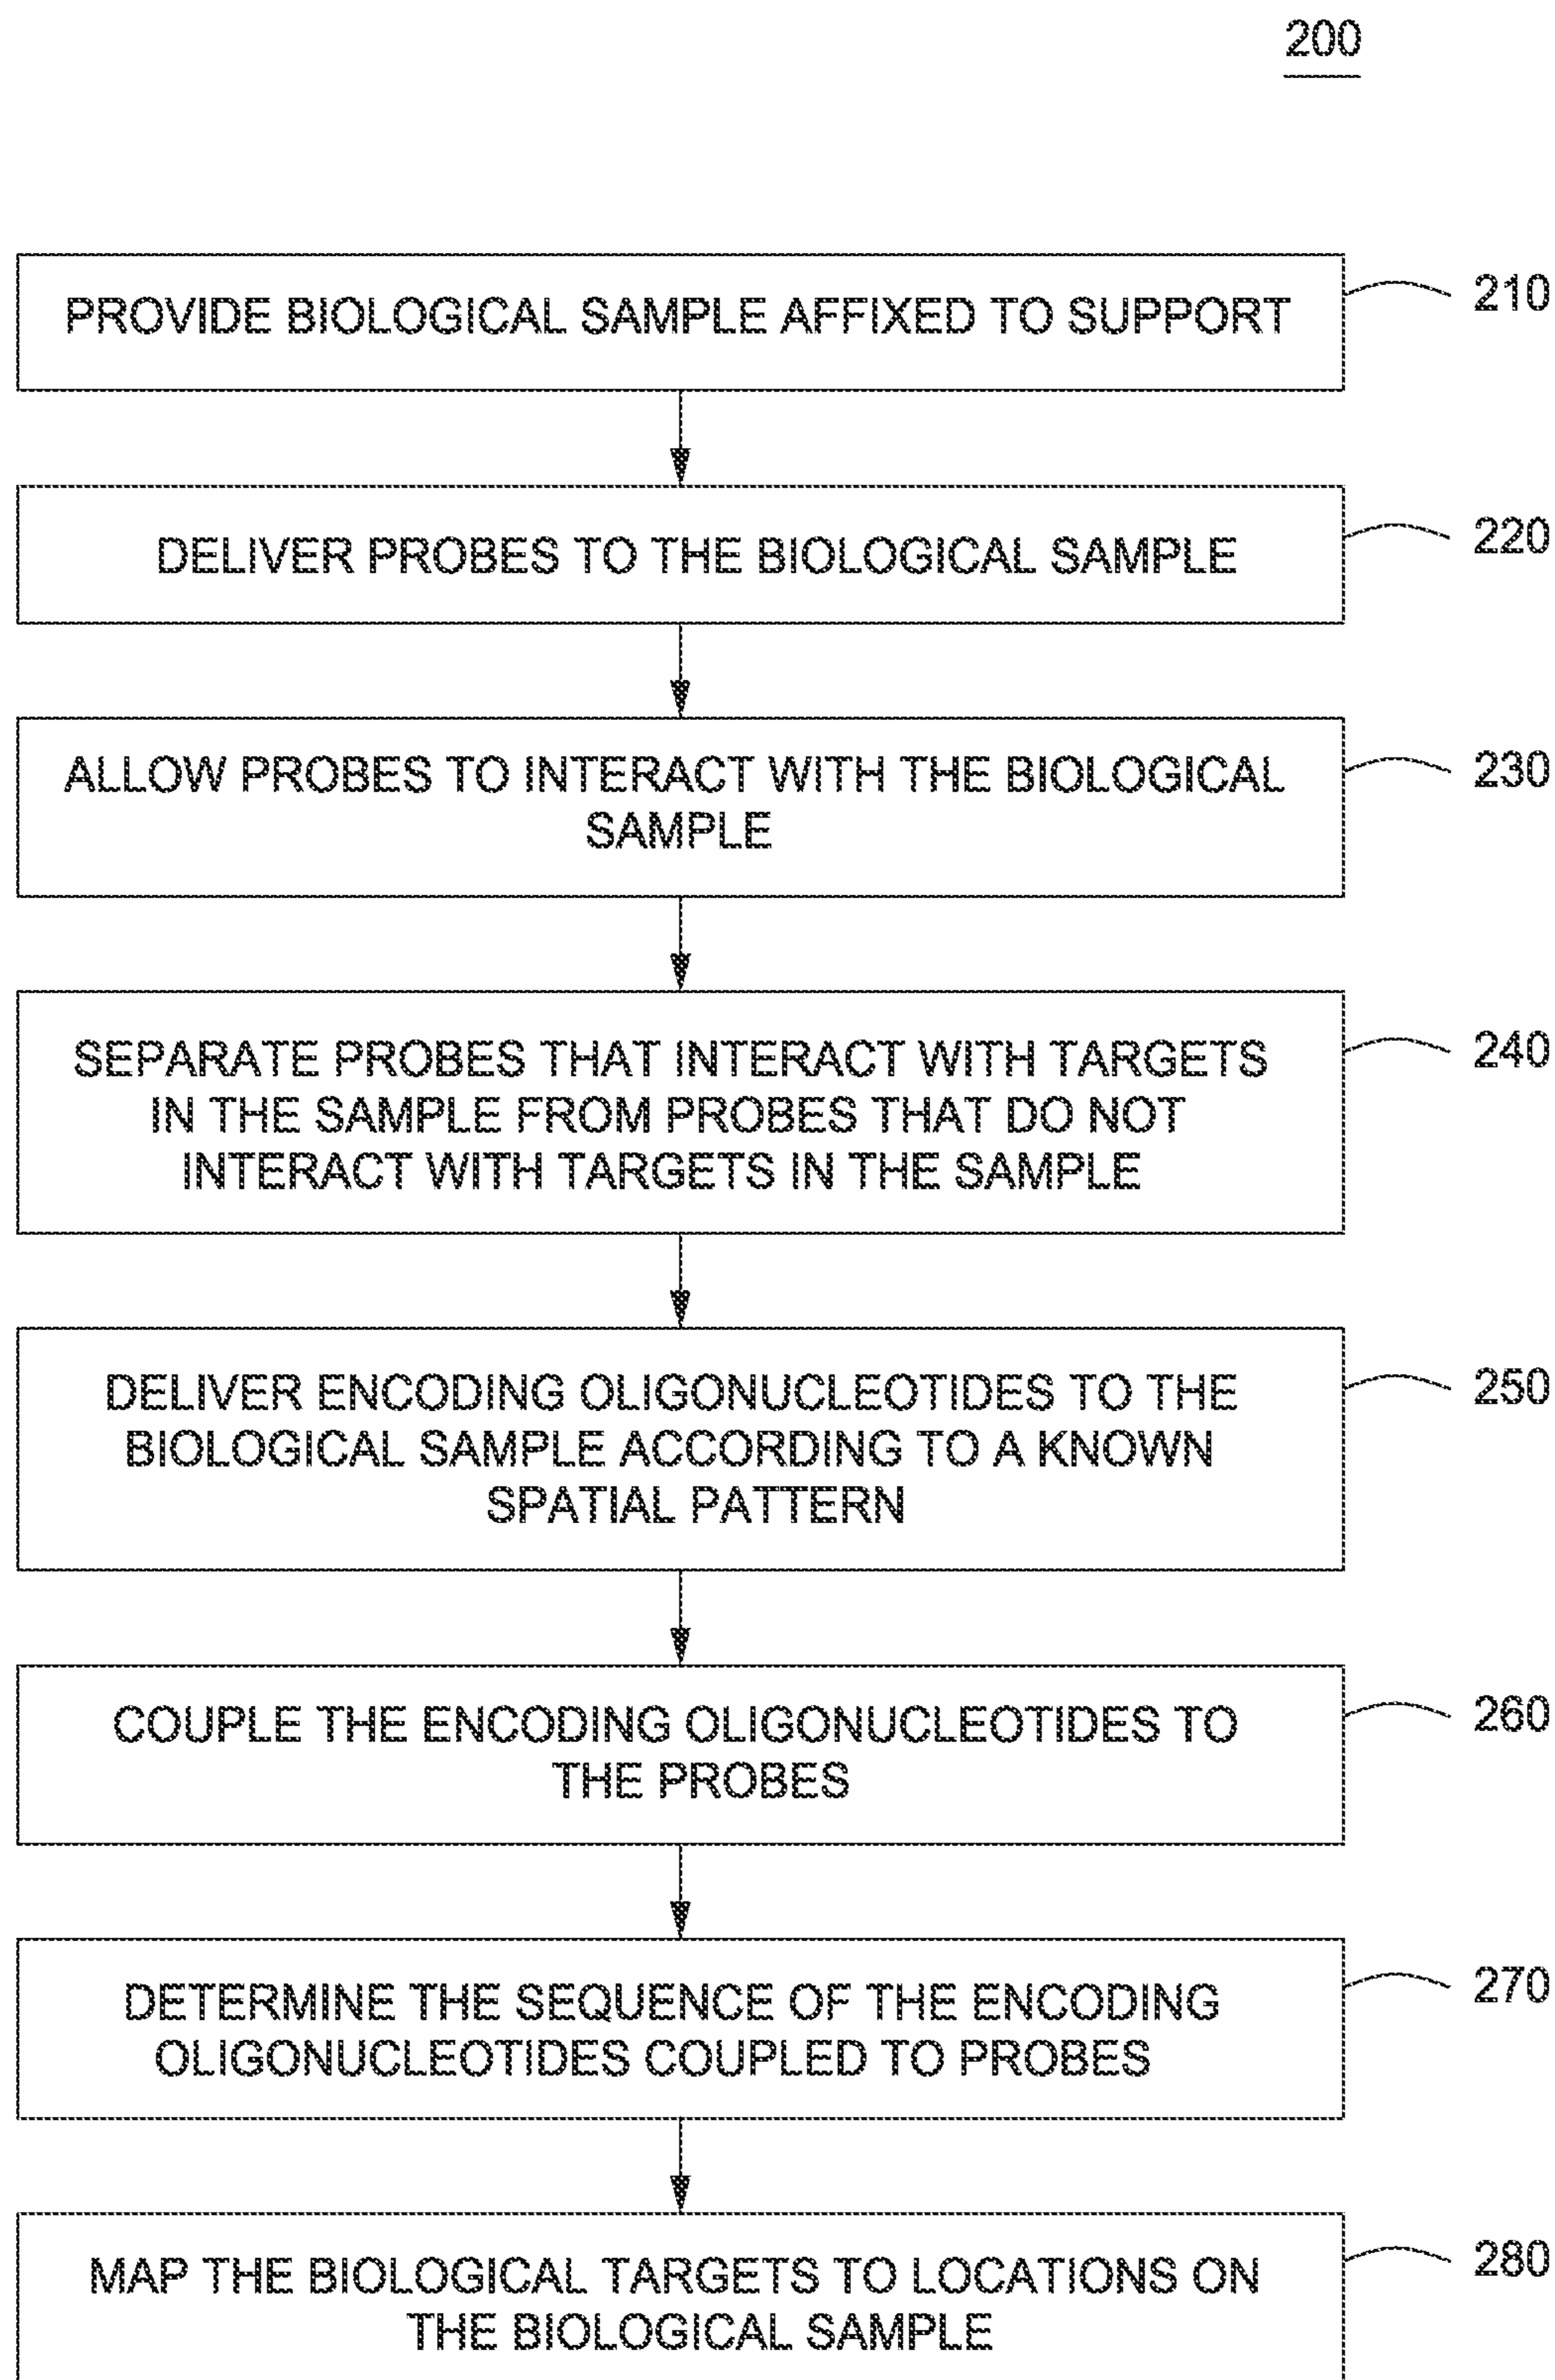 200
PROVIDE BIOLOGICAL SAMPLE AFFIXED TO SUPPORT
210
DELIVER PROBES TO THE BIOLOGICAL SAMPLE
220
ALLOW PROBES TO INTERACT WITH THE BIOLOGICAL
SAMPLE
230
SEPARATE PROBES THAT INTERACT WITH TARGETS
IN THE SAMPLE FROM PROBES THAT DO NOT
INTERACT WITH TARGETS IN THE SAMPLE
240
DELIVER ENCODING OLIGONUCLEOTIDES TO THE
BIOLOGICAL SAMPLE ACCORDING TO A KNOWN
SPATIAL PATTERN
250
COUPLE THE ENCODING OLIGONUCLEOTIDES TO
THE PROBES
260
DETERMINE THE SEQUENCE OF THE ENCODING
OLIGONUCLEOTIDES COUPLED TO PROBES
270
MAP THE BIOLOGICAL TARGETS TO LOCATIONS ON
THE BIOLOGICAL SAMPLE
280